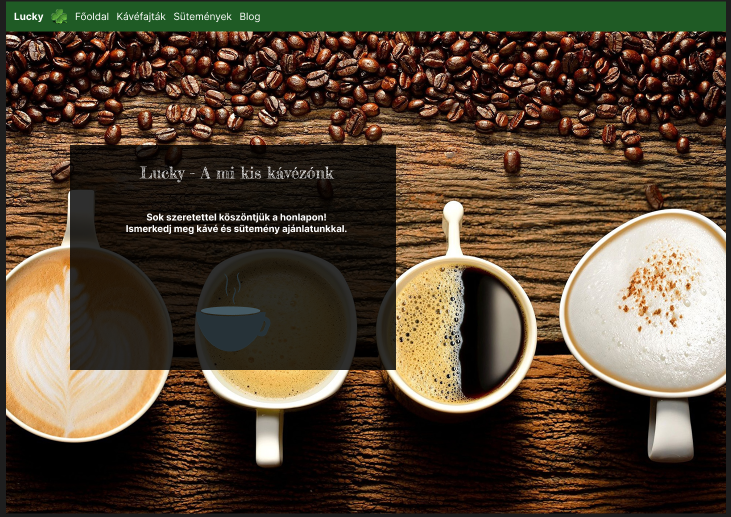 Lucky Főoldal Kávéfajták Sütemények Blog
Lucky - A mi kis kávézónk
Sok szeretettel köszöntjük a honlapon!
Ismerkedj meg kávé és sütemény ajánlatunkkal.